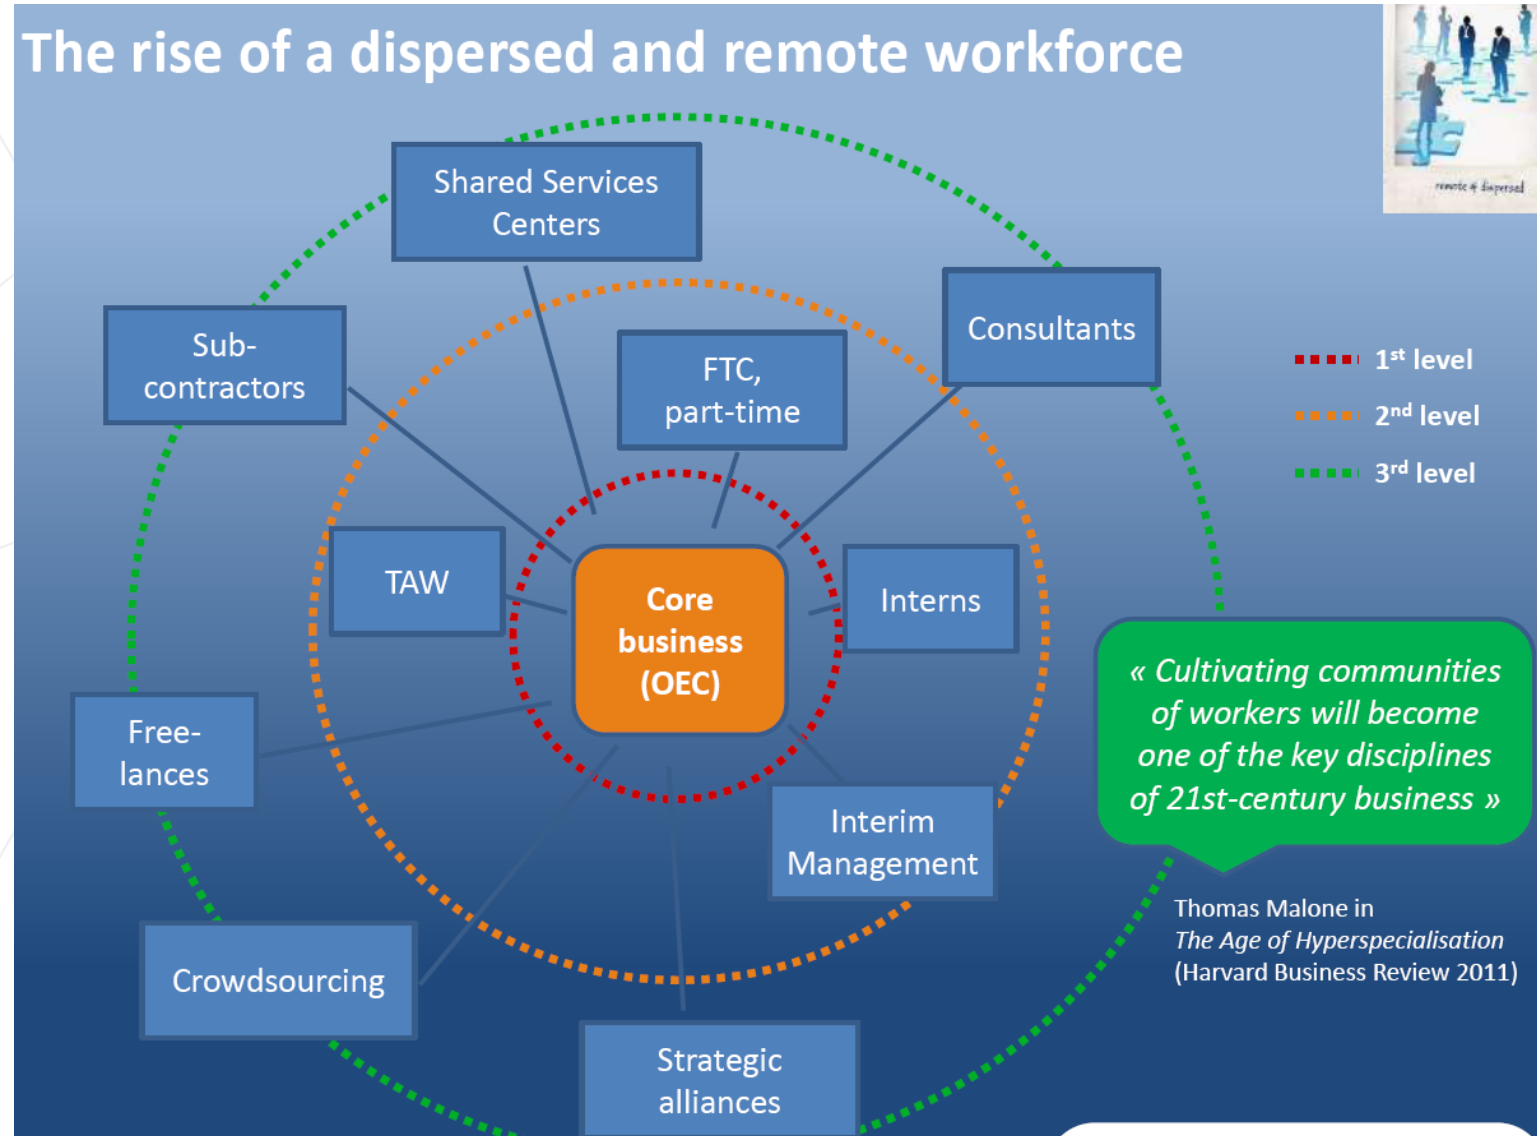 The rise of a dispersed and remote workforce
remote & dispersed
Shared Services
Centers
Sub-
contractors
FTC,
part-time
Consultants
1st level
2nd level
3rd level
TAW
Core
business
(OEC)
Interns
« Cultivating communities
of workers will become
one of the key disciplines
of 21st-century business »
Free-
lances
Interim
Management
Thomas Malone in
The Age of Hyperspecialisation
(Harvard Business Review 2011)
Crowdsourcing
Strategic
alliances